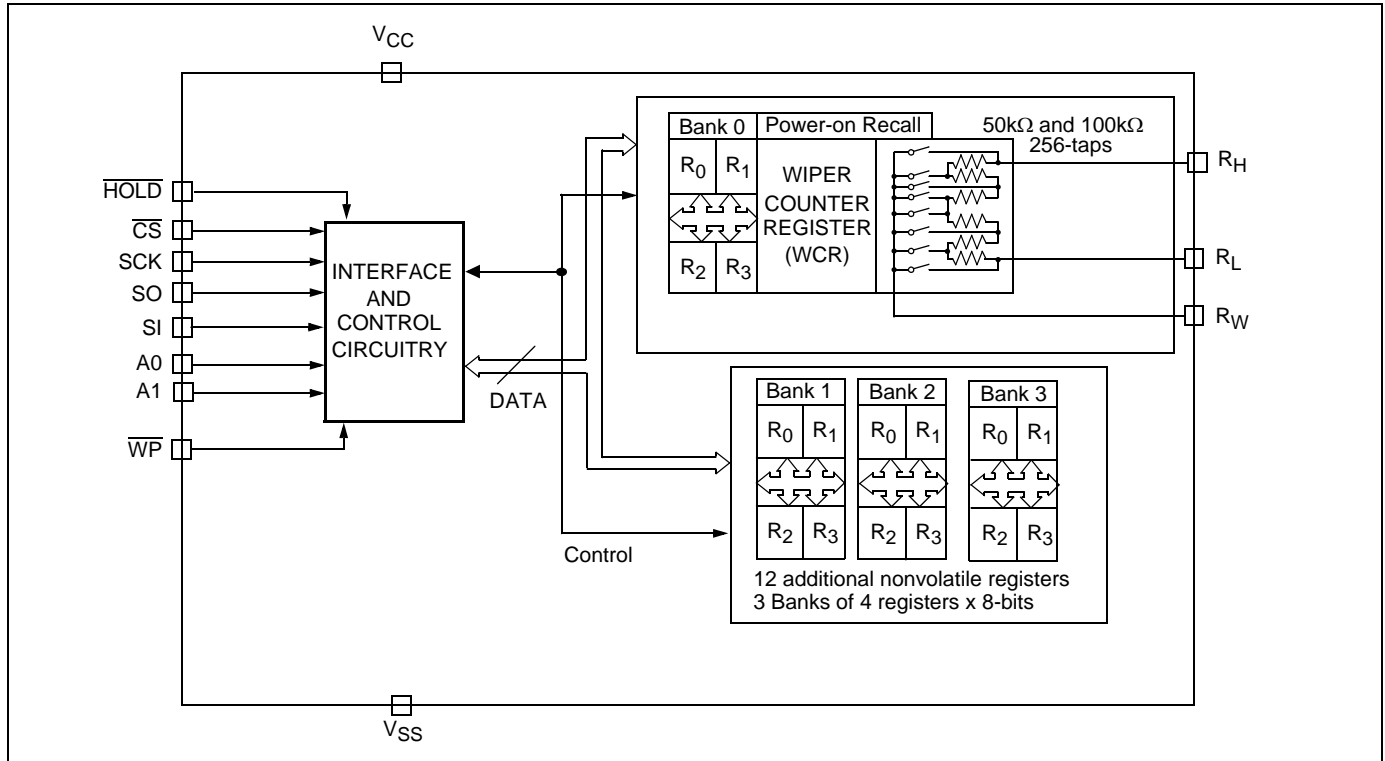 V_CC
HOLD
CS
SCK
SO
SI
A0
A1
WP
INTERFACE
AND
CONTROL
CIRCUITRY
DATA
Control
Bank 0 Power-on Recall
R0 R1
R2 R3
WIPER
COUNTER
REGISTER
(WCR)
50kΩ and 100kΩ
256-taps
RH
RL
RW
Bank 1 Bank 2 Bank 3
R0 R1 R0 R1 R0 R1
R2 R3 R2 R3 R2 R3
12 additional nonvolatile registers
3 Banks of 4 registers x 8-bits
VSS